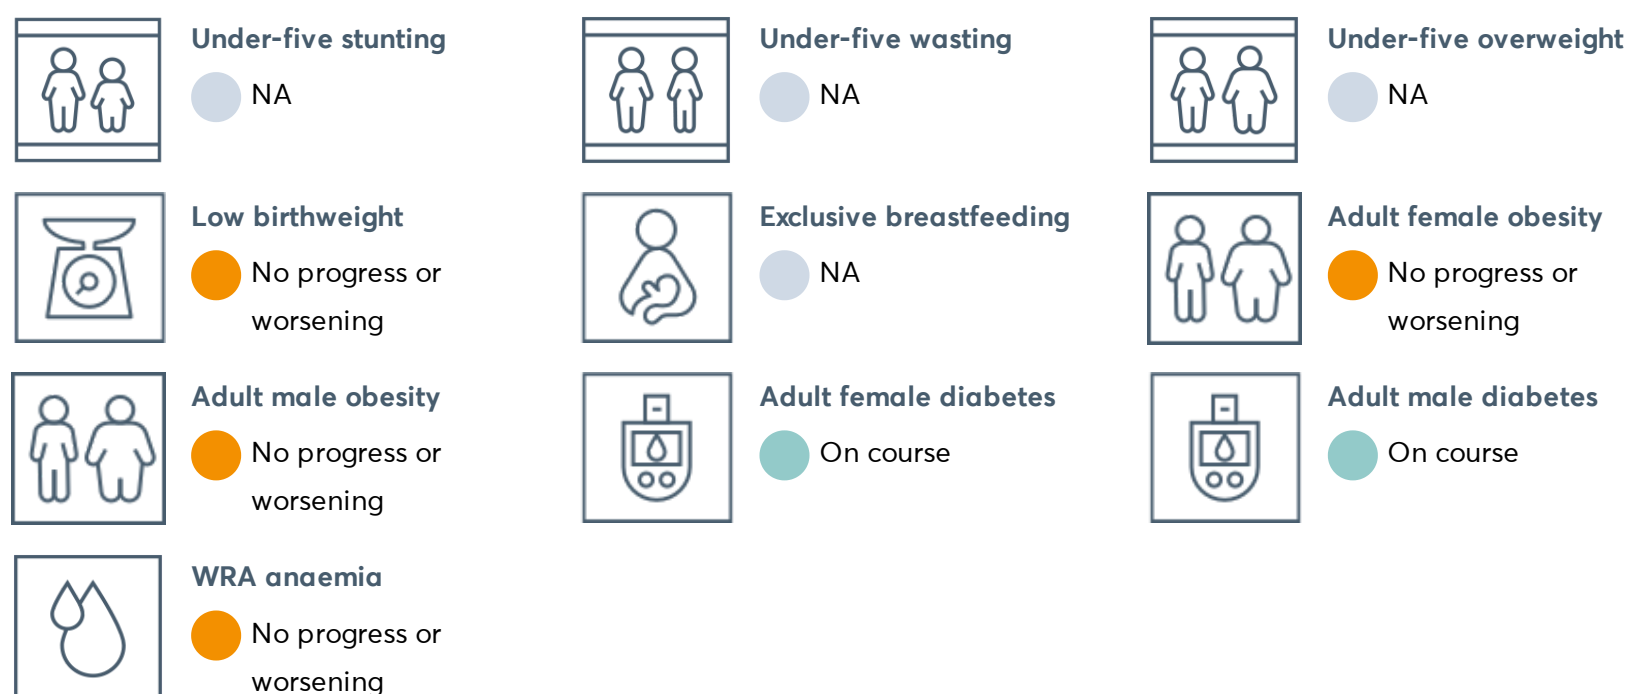 Under-five stunting
NA
Under-five wasting
NA
Under-five overweight
NA
Low birthweight
No progress or
worsening
Exclusive breastfeeding
NA
Adult female obesity
No progress or
worsening
Adult male obesity
No progress or
worsening
Adult female diabetes
On course
Adult male diabetes
On course
WRA anaemia
No progress or
worsening